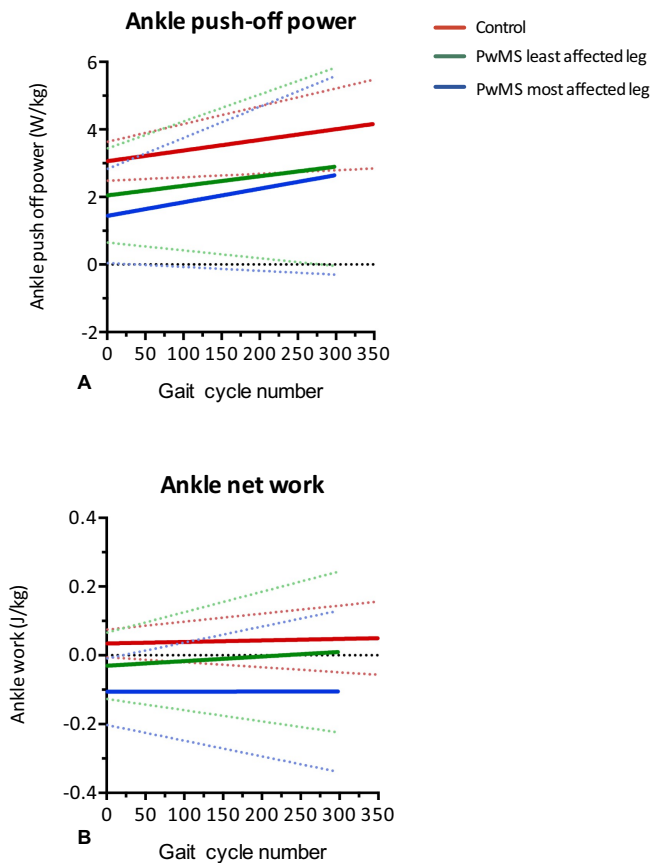 Ankle push-off power
Control
PwMS least affected leg
PwMS most affected leg
Ankle push off power (W/kg)
6
4
2
0
-2
0 50 100 150 200 250 300 350
A
Gait cycle number
Ankle net work
Ankle work (J/kg)
0.4
0.2
0.0
-0.2
-0.4
0 50 100 150 200 250 300 350
B
Gait cycle number